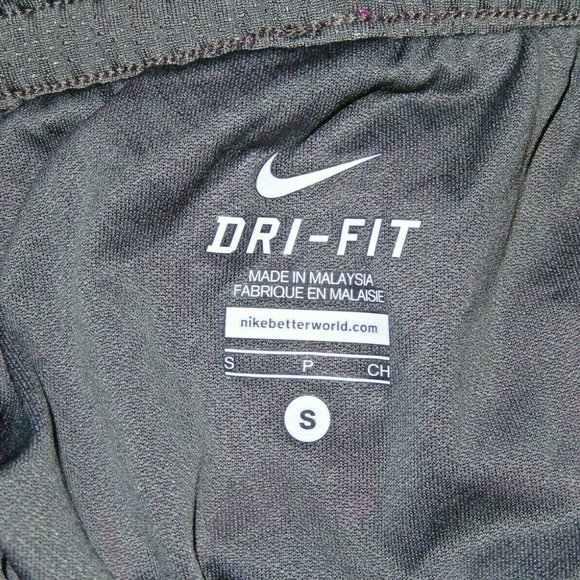 DRI-FIT
MADE IN MALAYSIA
FABRIQUE EN MALAISIE
nikebetterworld.com
S P CH
S